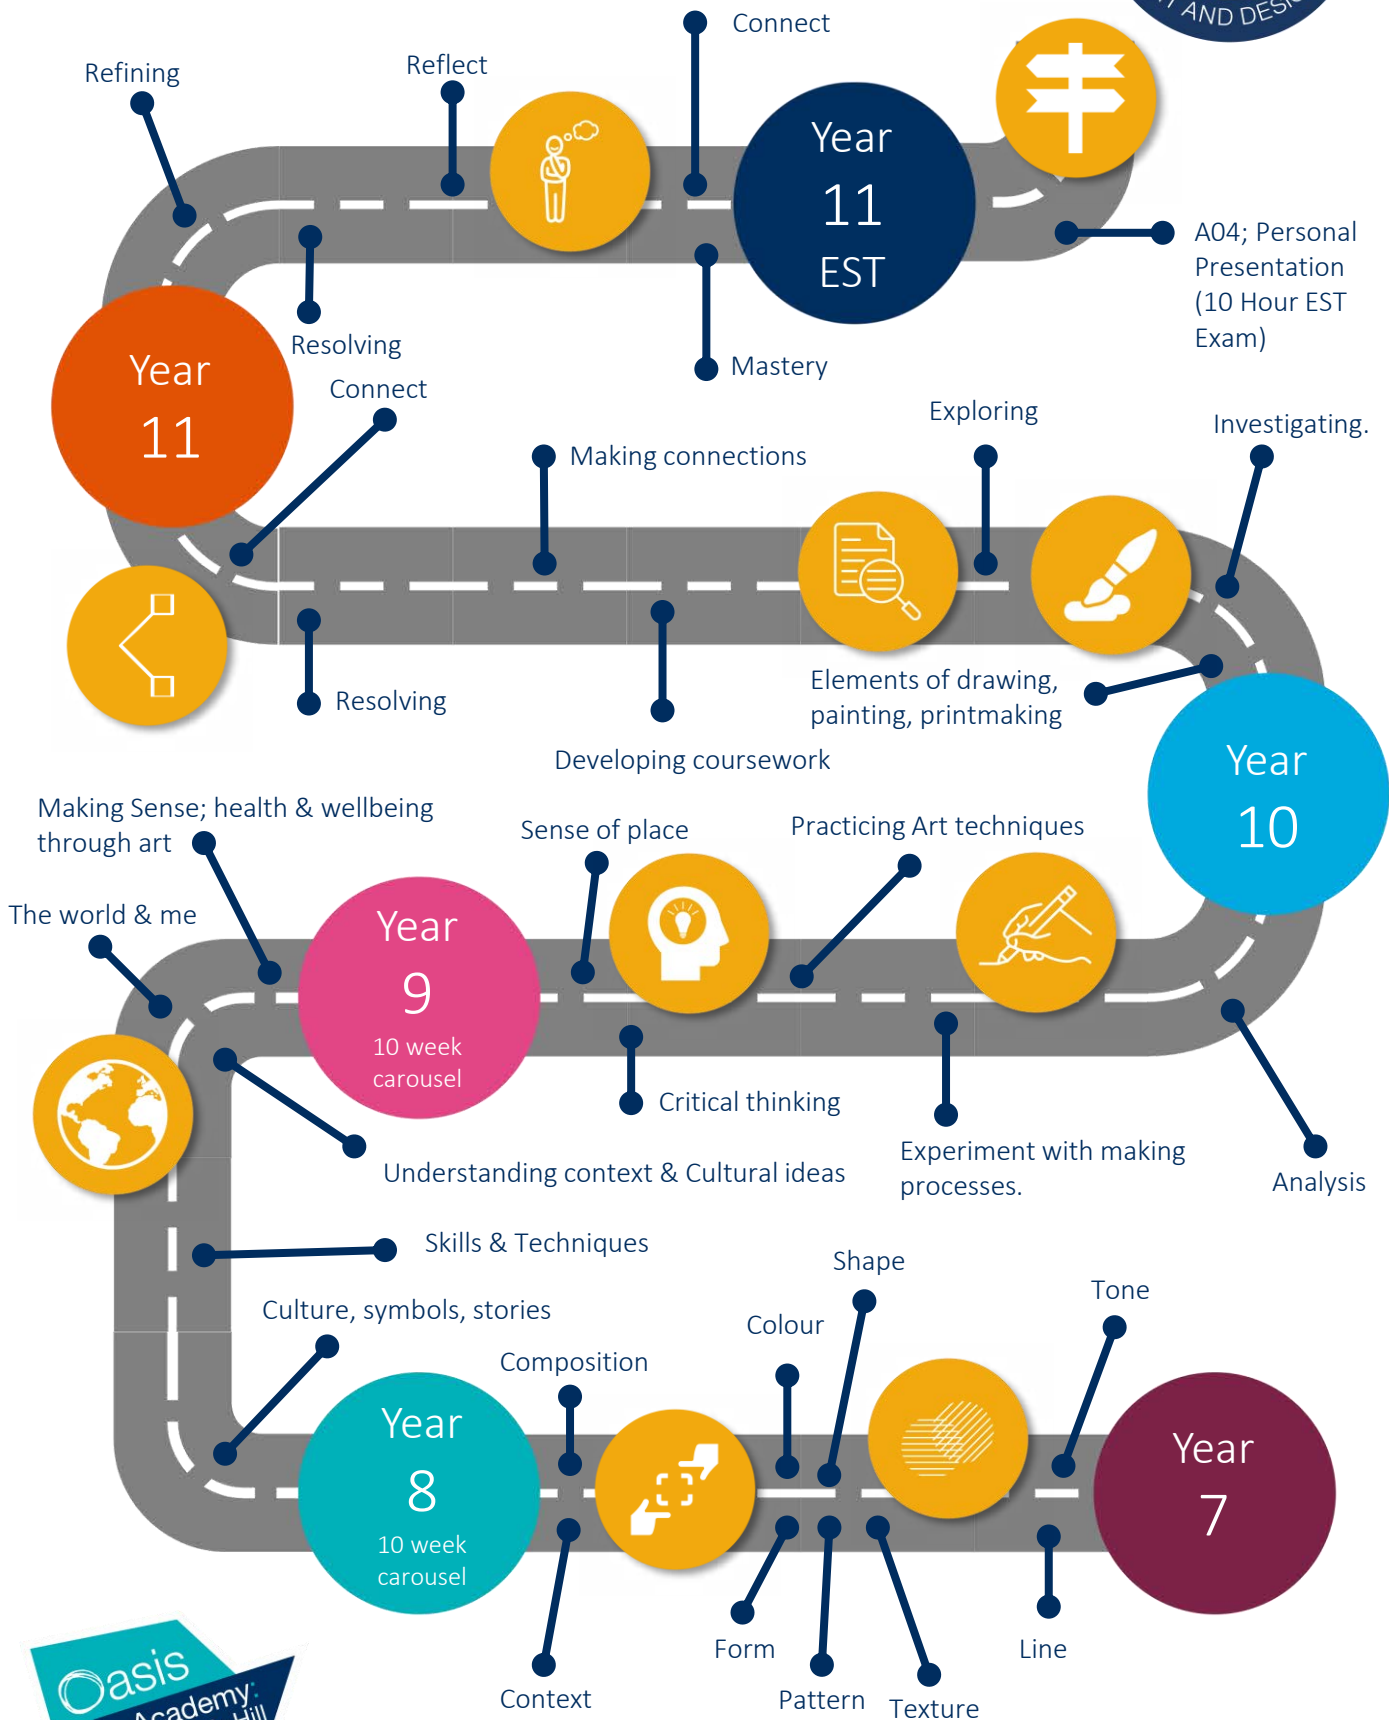 AND DESI
Connect
Refining
Reflect
Year
11
EST
A04; Personal
Presentation
(10 Hour EST
Exam)
Resolving
Mastery
Year
11
Connect
Making connections
Exploring
Investigating.
Resolving
Elements of drawing,
painting, printmaking
Developing coursework
Year
10
Making Sense; health & wellbeing
through art
Sense of place
Practicing Art techniques
The world & me
Year
9
10 week
carousel
Critical thinking
Experiment with making
processes.
Analysis
Understanding context & Cultural ideas
Skills & Techniques
Shape
Tone
Culture, symbols, stories
Colour
Composition
Year
8
10 week
carousel
Year
7
Form
Line
Context
Pattern
Texture
Oasis
Academy:
Hill